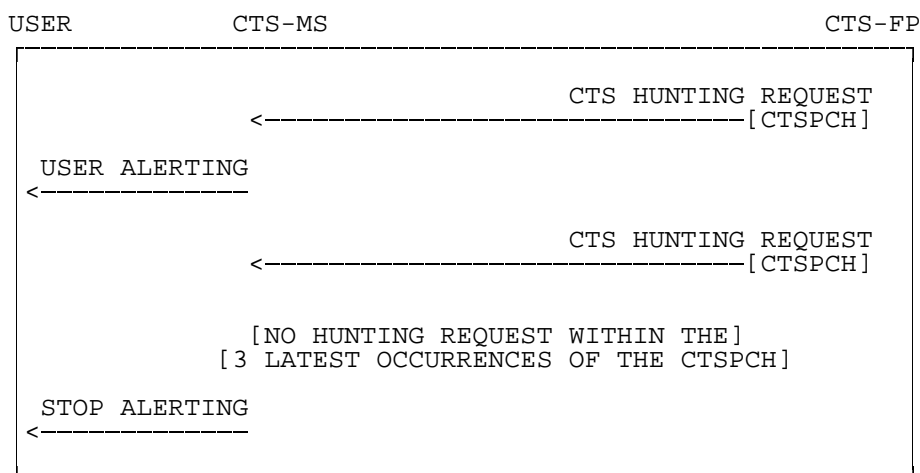 USER CTS-MS CTS-FP
CTS HUNTING REQUEST
[CTSPCH]
USER ALERTING
CTS HUNTING REQUEST
[CTSPCH]
[NO HUNTING REQUEST WITHIN THE]
[3 LATEST OCCURRENCES OF THE CTSPCH]
STOP ALERTING